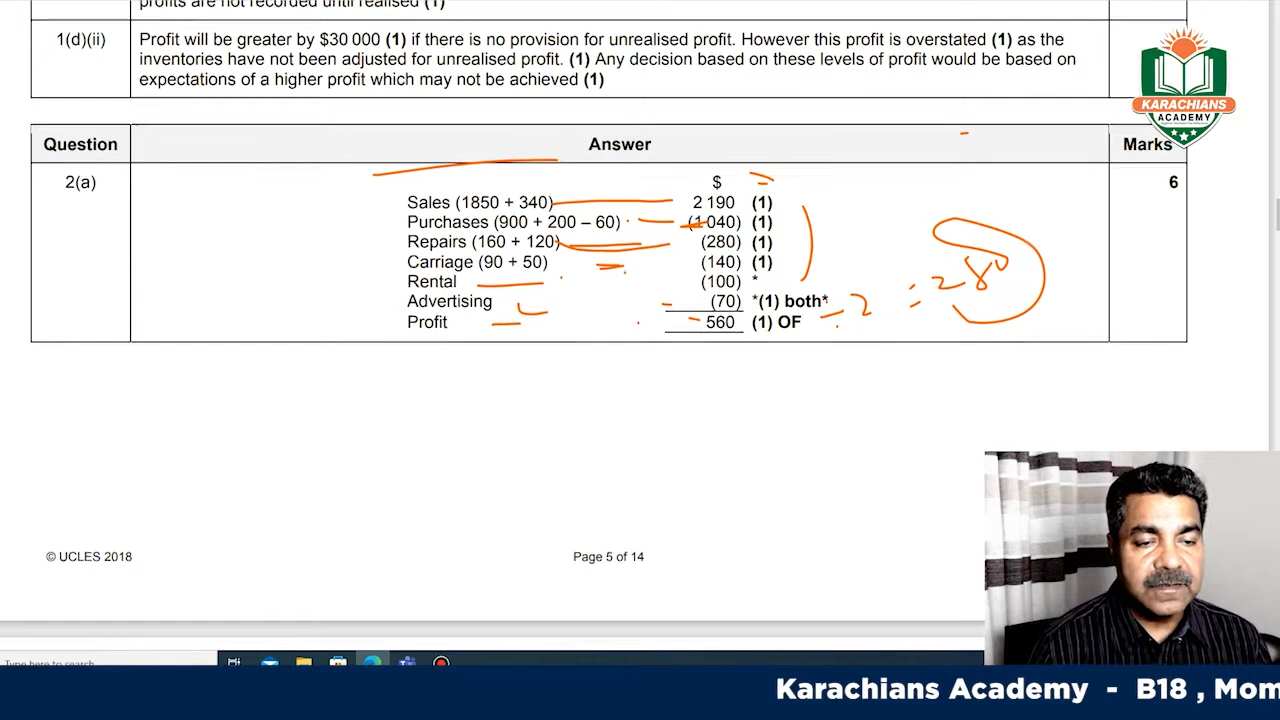 profits are not recorded until realised (1)
1(d)(ii) Profit will be greater by $30 000 (1) if there is no provision for unrealised profit. However this profit is overstated (1) as the
inventories have not been adjusted for unrealised profit. (1) Any decision based on these levels of profit would be based on
expectations of a higher profit which may not be achieved (1)
KARACHIANS
ACADEMY
Question Answer Marks
2(a) $ 6
Sales (1850 + 340) 2 190 (1)
Purchases (900 + 200 – 60) (1 040) (1)
Repairs (160 + 120) (280) (1)
Carriage (90 + 50) (140) (1)
Rental (100) *
Advertising (70) *(1) both*
Profit 560 (1) OF
÷ 2 = 280
© UCLES 2018 Page 5 of 14
Type here to search
Karachians Academy - B18 , Mom